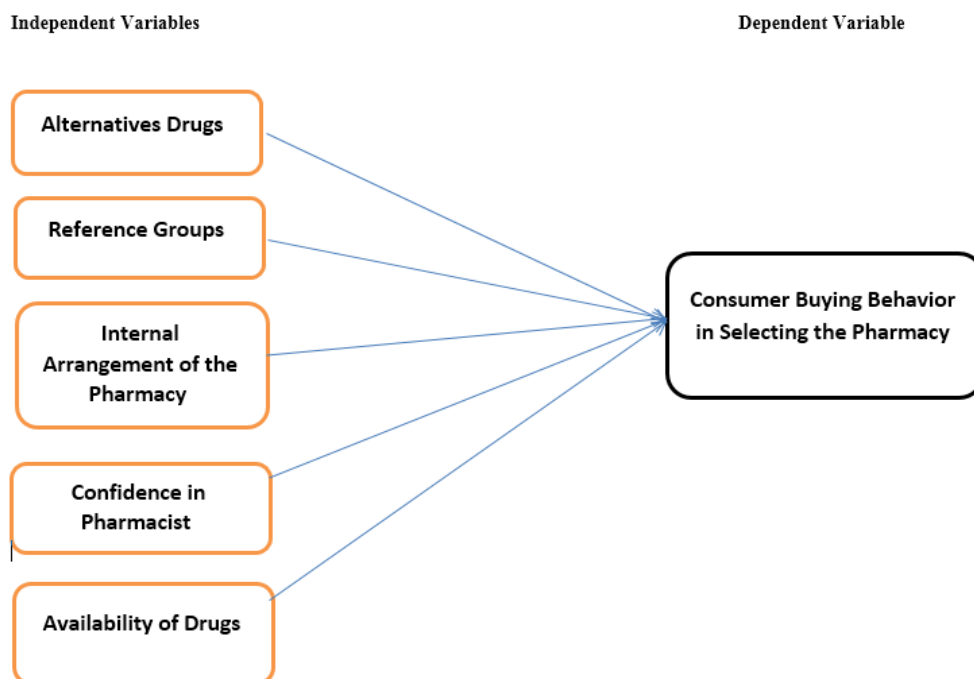 Independent Variables
Dependent Variable
Alternatives Drugs
Reference Groups
Internal
Arrangement of the
Pharmacy
Confidence in
Pharmacist
Availability of Drugs
Consumer Buying Behavior
in Selecting the Pharmacy